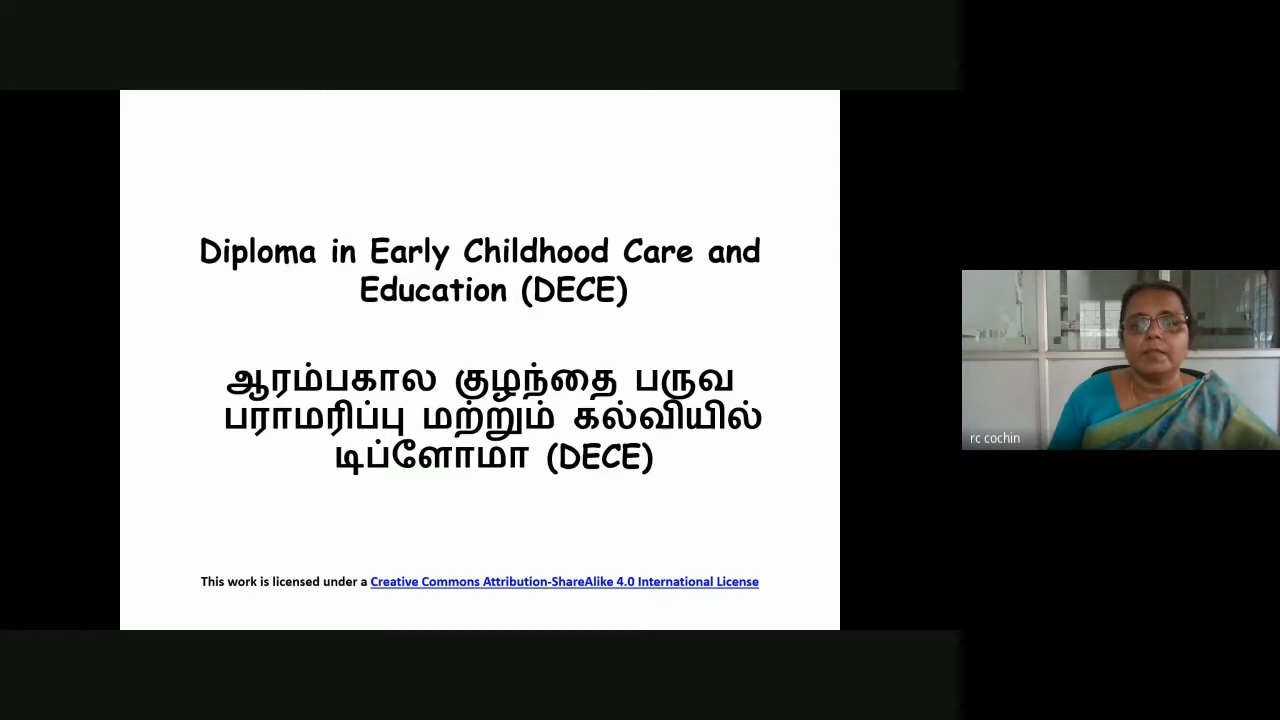 Diploma in Early Childhood Care and
Education (DECE)
ஆரம்பகால குழந்தை பருவ
பராமரிப்பு மற்றும் கல்வியில்
டிப்ளோமா (DECE)
This work is licensed under a Creative Commons Attribution-ShareAlike 4.0 International License
rc cochin